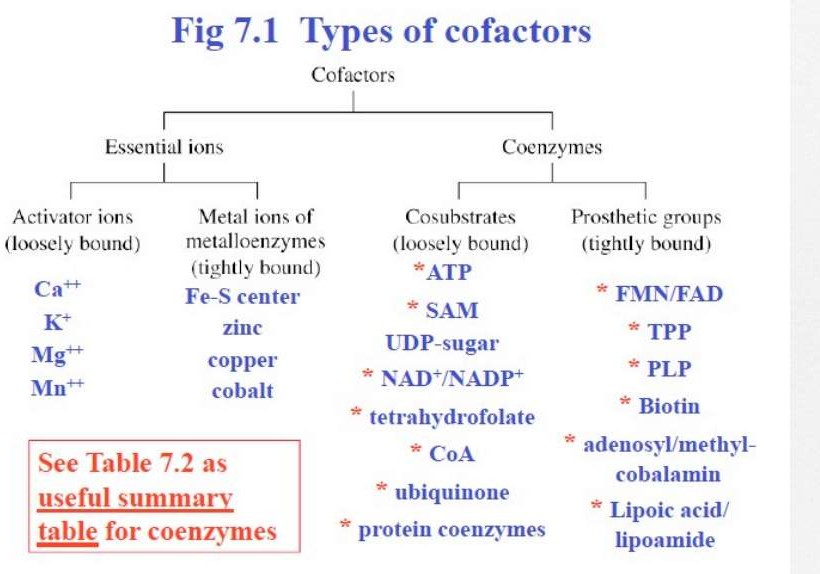 Fig 7.1 Types of cofactors
Cofactors
Essential ions
Coenzymes
Activator ions
(loosely bound)
Ca⁺⁺
K⁺
Mg⁺⁺
Mn⁺⁺
Metal ions of
metalloenzymes
(tightly bound)
Fe-S center
zinc
copper
cobalt
Cosubstrates
(loosely bound)
*ATP
* SAM
UDP-sugar
* NAD⁺/NADP⁺
* tetrahydrofolate
* CoA
* ubiquinone
* protein coenzymes
Prosthetic groups
(tightly bound)
* FMN/FAD
* TPP
* PLP
* Biotin
* adenosyl/methyl-
cobalamin
* Lipoic acid/
lipoamide
See Table 7.2 as
useful summary
table for coenzymes